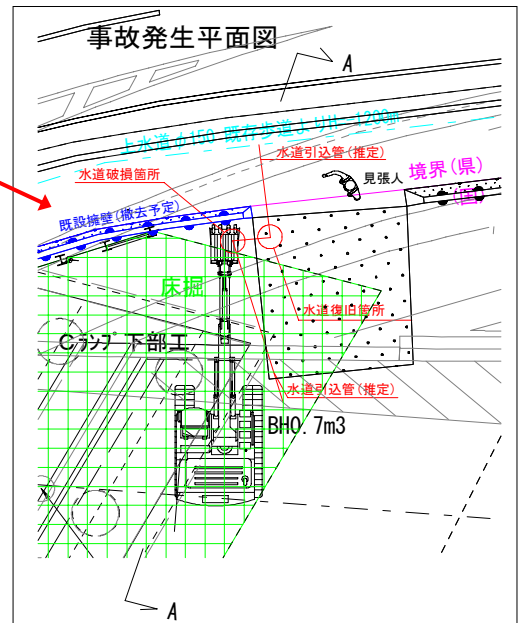 事故発生平面図
A
上水道φ150 既存歩道よりH=-1200m
水道引込管(推定)
水道破損箇所
見張人
境界(県)
(国)
既設擁壁(撤去予定)
床掘
水道復旧箇所
Cランプ 下部工
水道引込管(推定)
BH0.7m3
A